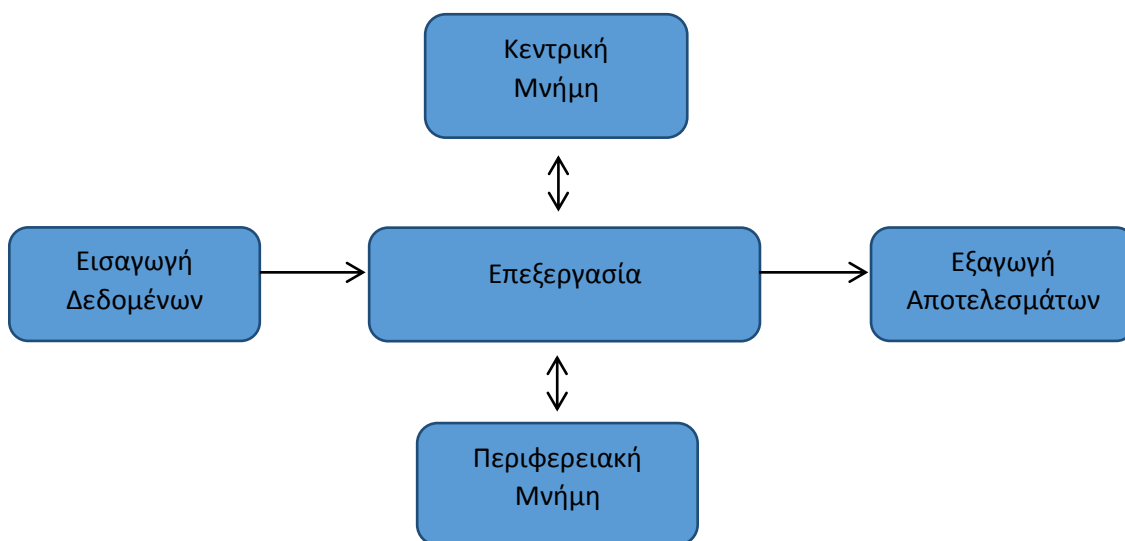 Κεντρική
Μνήμη
Εισαγωγή
Δεδομένων
Επεξεργασία
Εξαγωγή
Αποτελεσμάτων
Περιφερειακή
Μνήμη